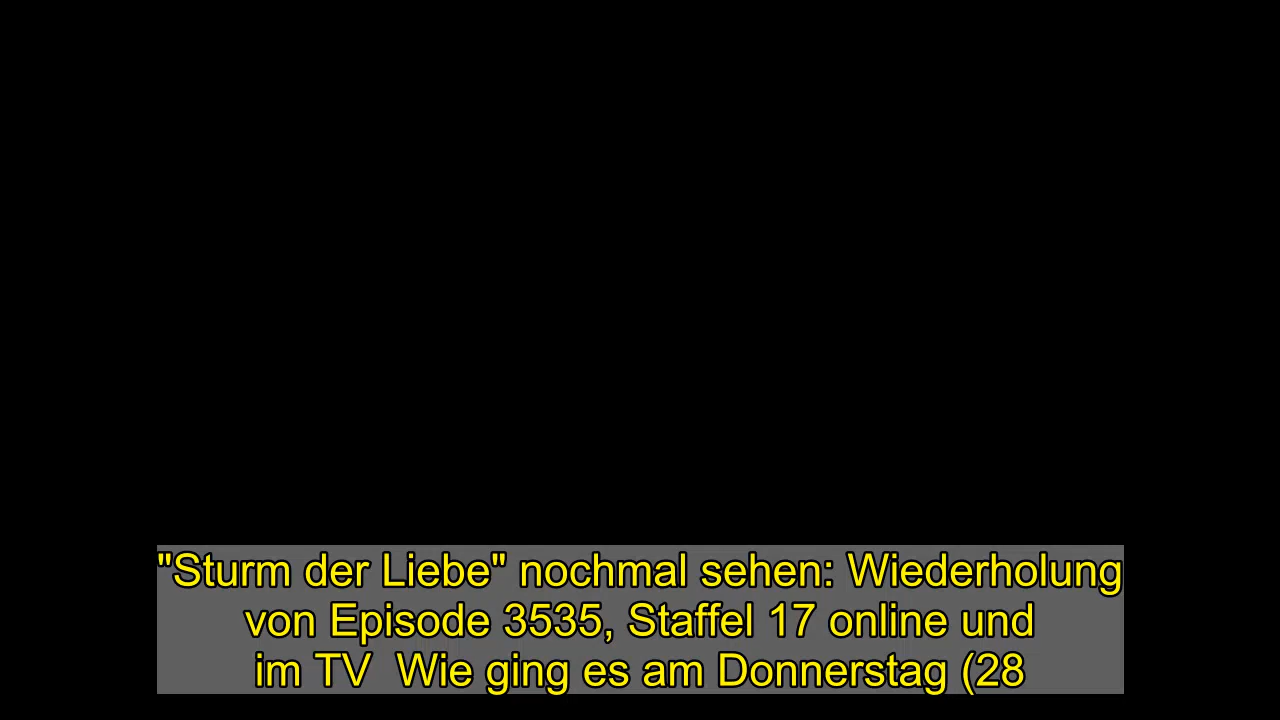 "Sturm der Liebe" nochmal sehen: Wiederholung
von Episode 3535, Staffel 17 online und
im TV  Wie ging es am Donnerstag (28